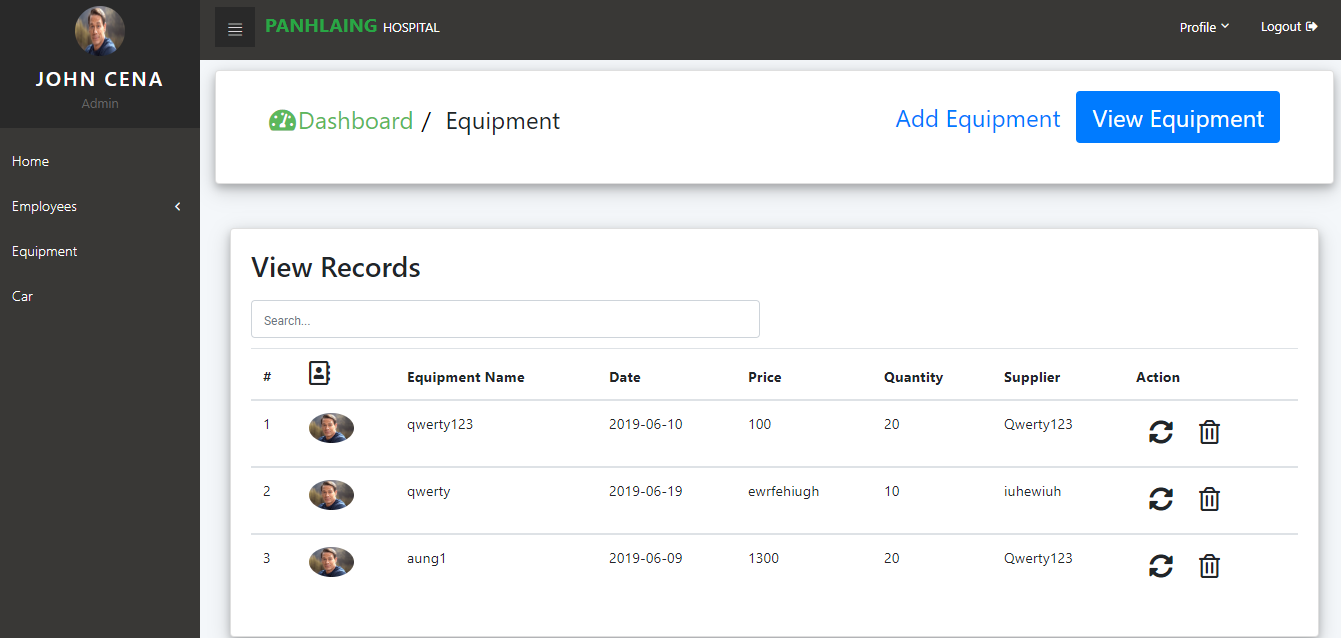 JOHN CENA
Admin
Home
Employees
Equipment
Car
PANHLAING HOSPITAL
Profile
Logout
Dashboard / Equipment
Add Equipment
View Equipment
View Records
Search...
# Equipment Name Date Price Quantity Supplier Action
1 qwerty123 2019-06-10 100 20 Qwerty123
2 qwerty 2019-06-19 ewrfehiugh 10 iuhewiuh
3 aung1 2019-06-09 1300 20 Qwerty123